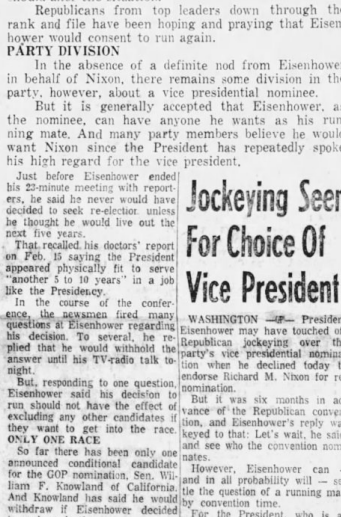 Republicans from top leaders down through the
rank and file have been hoping and praying that Eisen-
hower would consent to run again.
PARTY DIVISION
In the absence of a definite nod from Eisenhower
in behalf of Nixon, there remains some division in the
party, however, about a vice presidential nominee.
But it is generally accepted that Eisenhower, as
the nominee, can have anyone he wants as his run-
ning mate. And many party members believe he would
want Nixon since the President has repeatedly spoke
his high regard for the vice president.
Just before Eisenhower ended
his 23-minute meeting with report-
ers, he said he never would have
decided to seek re-election unless
he thought he would live out the
next five years.
That recalled his doctors' report
on Feb. 15 saying the President
appeared physically fit to serve
"another 5 to 10 years" in a job
like the Presidency.
In the course of the confer-
ence, the newsmen fired many
questions at Eisenhower regarding
his decision. To several, he re-
plied that he would withhold the
answer until his TV-radio talk to-
night.
But, responding to one question,
Eisenhower said his decision to
run should not have the effect of
excluding any other candidates if
they want to get into the race.
ONLY ONE RACE
So far there has been only one
announced conditional candidate
for the GOP nomination, Sen. Wil-
liam F. Knowland of California.
And Knowland has said he would
withdraw if Eisenhower decided
Jockeying Seen
For Choice Of
Vice President
WASHINGTON —P— President
Eisenhower may have touched of
Republican jockeying over th
party's vice presidential nomina
tion when he declined today t
endorse Richard M. Nixon for re
nomination.
But it was six months in ad
vance of the Republican conven
tion, and Eisenhower's reply wa
keyed to that: Let's wait, he said
and see who the convention nom
nates.
However, Eisenhower can
and in all probability will — se
tle the question of a running ma
by convention time.
For the President, who is